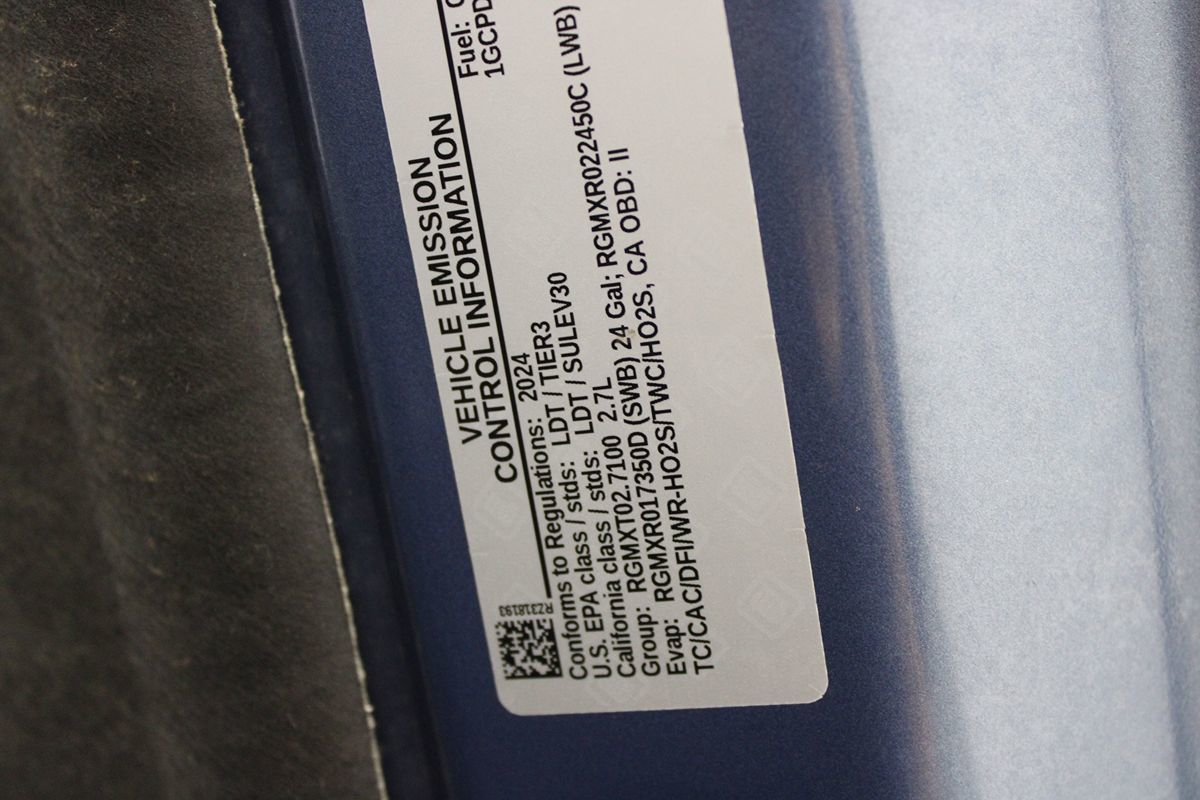 VEHICLE EMISSION
CONTROL INFORMATION
Fuel:
1GCPD
RZ318193
Conforms to Regulations: 2024
U.S. EPA class / stds: LDT / TIER3
California class / stds: LDT / SULEV30
Group: RGMXT02.7100 2.7L
Evap: RGMXR017350D (SWB) 24 Gal; RGMXR022450C (LWB)
TC/CAC/DFI/WR-HO2S/TWC/HO2S, CA OBD: II